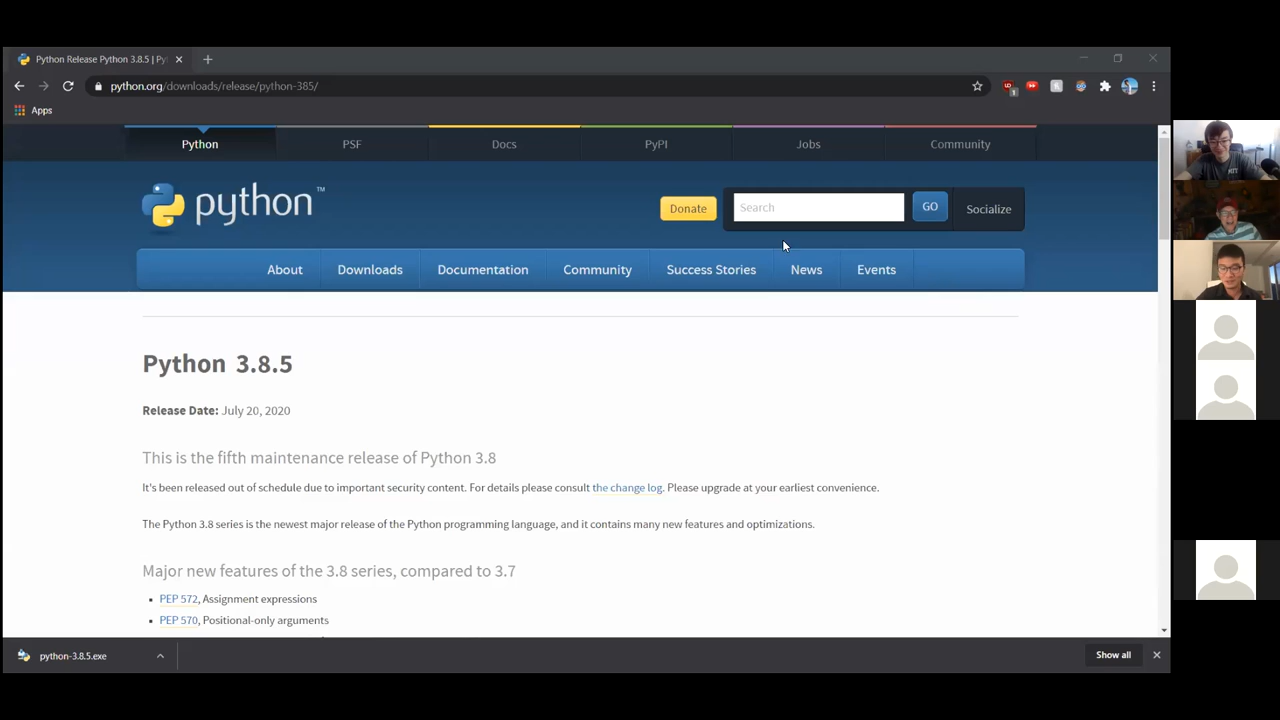 Python Release Python 3.8.5 | Py
python.org/downloads/release/python-385/
1
Apps
Python PSF Docs PyPI Jobs Community
python™
Donate Search GO Socialize
About Downloads Documentation Community Success Stories News Events
Python 3.8.5
Release Date: July 20, 2020
This is the fifth maintenance release of Python 3.8
It's been released out of schedule due to important security content. For details please consult the change log. Please upgrade at your earliest convenience.
The Python 3.8 series is the newest major release of the Python programming language, and it contains many new features and optimizations.
Major new features of the 3.8 series, compared to 3.7
PEP 572, Assignment expressions
PEP 570, Positional-only arguments
python-3.8.5.exe
Show all